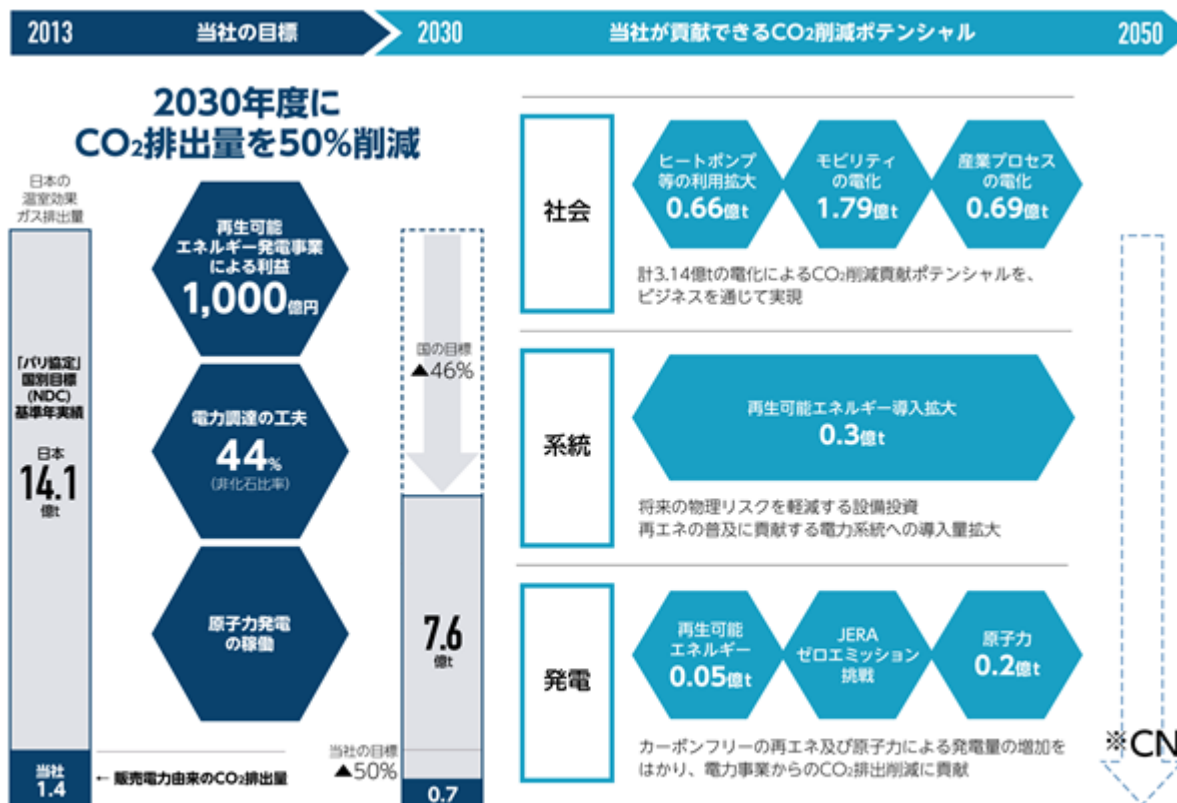 2013 当社の目標 2030 当社が貢献できるCO₂削減ポテンシャル 2050
2030年度に
CO₂排出量を50%削減
日本の
温室効果
ガス排出量
「パリ協定」
国別目標
(NDC)
基準年実績
日本
14.1
億t
当社
1.4
← 販売電力由来のCO₂排出量
再生可能
エネルギー発電事業
による利益
1,000億円
電力調達の工夫
44%
(非化石比率)
原子力発電
の稼働
国の目標
▲46%
7.6
億t
当社の目標
▲50%
0.7
社会
ヒートポンプ
等の利用拡大
0.66億t
モビリティ
の電化
1.79億t
産業プロセス
の電化
0.69億t
計3.14億tの電化によるCO₂削減貢献ポテンシャルを、
ビジネスを通じて実現
系統
再生可能エネルギー導入拡大
0.3億t
将来の物理リスクを軽減する設備投資
再エネの普及に貢献する電力系統への導入量拡大
発電
再生可能
エネルギー
0.05億t
JERA
ゼロエミッション
挑戦
原子力
0.2億t
カーボンフリーの再エネ及び原子力による発電量の増加を
はかり、電力事業からのCO₂排出削減に貢献
※CN